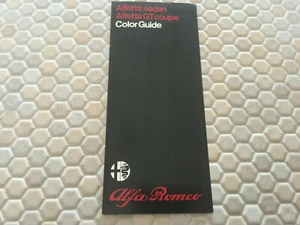 Alfetta sedan
Alfetta GT coupe
Color Guide
Alfa Romeo